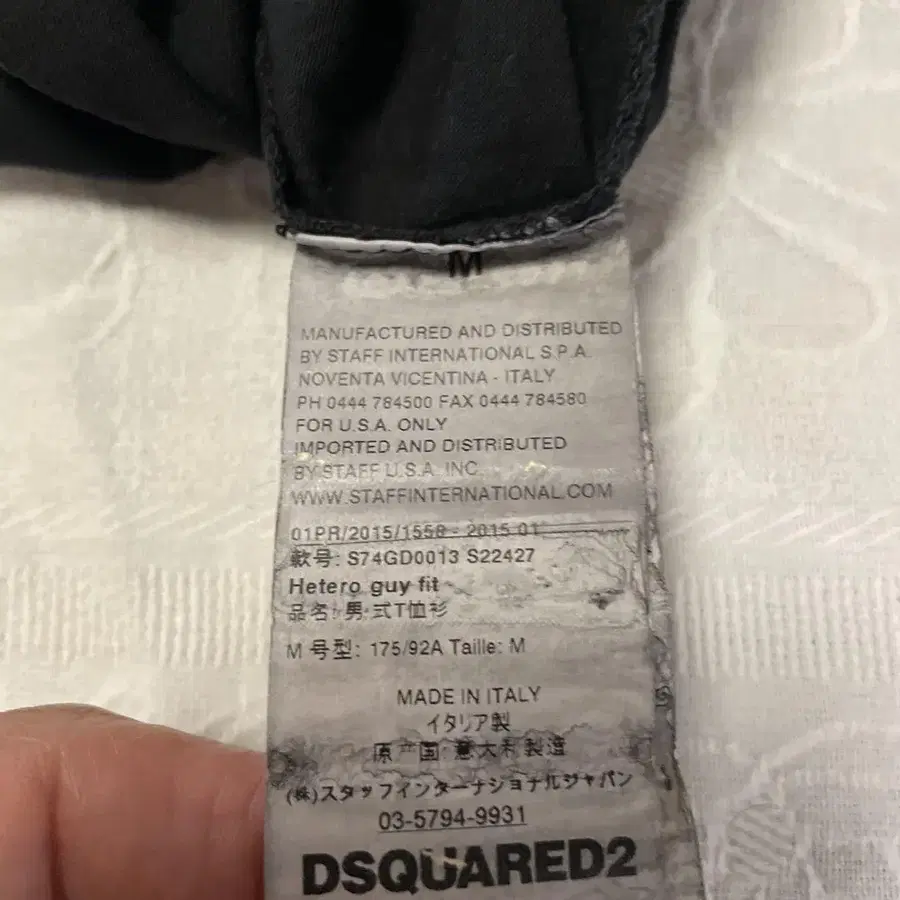 M
MANUFACTURED AND DISTRIBUTED
BY STAFF INTERNATIONAL S.P.A.
NOVENTA VICENTINA - ITALY
PH 0444 784500 FAX 0444 784580
FOR U.S.A. ONLY
IMPORTED AND DISTRIBUTED
BY STAFF U.S.A. INC.
WWW.STAFFINTERNATIONAL.COM
01PR/2015/1558 - 2015 01
款号: S74GD0013 S22427
Hetero guy fit
品名: 男式T恤衫
M 号型: 175/92A Taille: M
MADE IN ITALY
イタリア製
原产国: 意大利製造
(株)スタッフインターナショナルジャパン
03-5794-9931
DSQUARED2